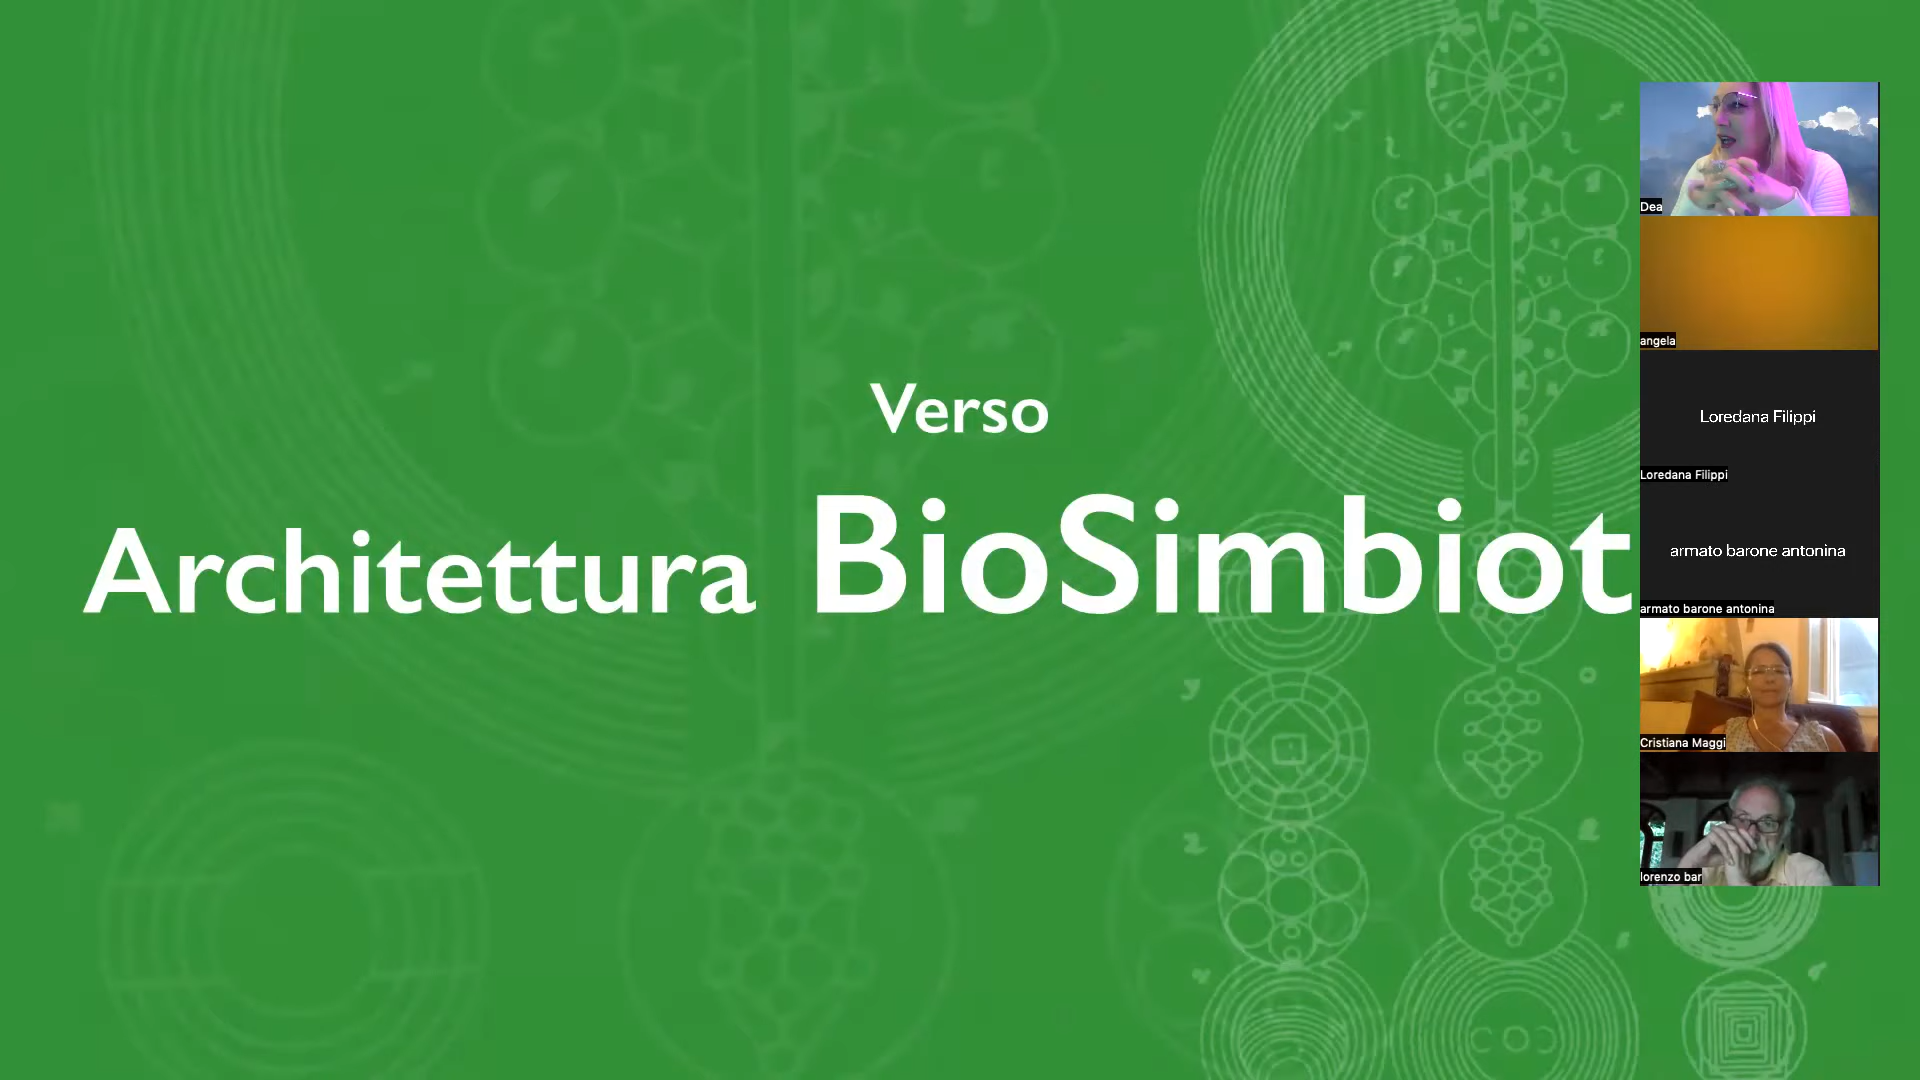 Verso
Architettura BioSimbiot
Dea
angela
Loredana Filippi
Loredana Filippi
armato barone antonina
armato barone antonina
Cristiana Maggi
lorenzo bar